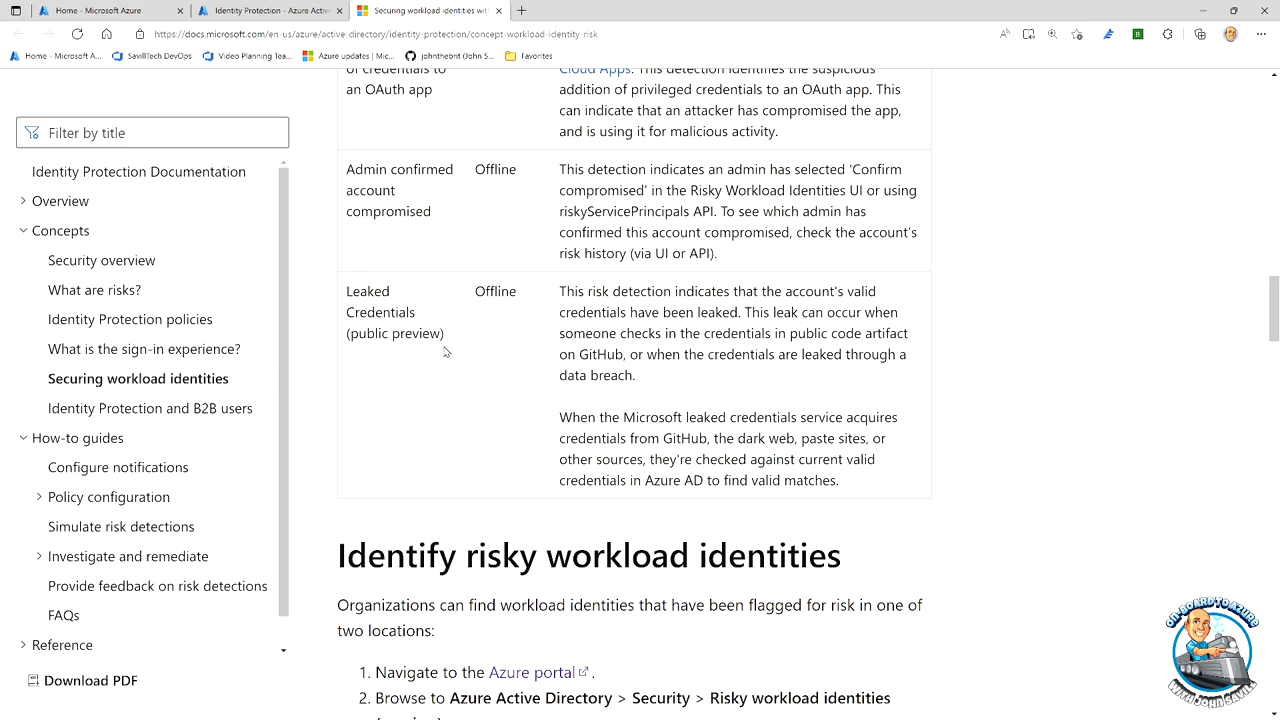 Home - Microsoft Azure
Identity Protection - Azure Activ
Securing workload identities wit
https://docs.microsoft.com/en-us/azure/active-directory/identity-protection/concept-workload-identity-risk
Home - Microsoft A...
SavillTech DevOps
Video Planning Tea...
Azure updates | Mic...
johnthebrit (John S...
Favorites
Filter by title
Identity Protection Documentation
Overview
Concepts
Security overview
What are risks?
Identity Protection policies
What is the sign-in experience?
Securing workload identities
Identity Protection and B2B users
How-to guides
Configure notifications
Policy configuration
Simulate risk detections
Investigate and remediate
Provide feedback on risk detections
FAQs
Reference
Download PDF
of credentials to
an OAuth app
Cloud Apps. This detection identifies the suspicious
addition of privileged credentials to an OAuth app. This
can indicate that an attacker has compromised the app,
and is using it for malicious activity.
Admin confirmed
account
compromised
Offline
This detection indicates an admin has selected 'Confirm
compromised' in the Risky Workload Identities UI or using
riskyServicePrincipals API. To see which admin has
confirmed this account compromised, check the account's
risk history (via UI or API).
Leaked
Credentials
(public preview)
Offline
This risk detection indicates that the account's valid
credentials have been leaked. This leak can occur when
someone checks in the credentials in public code artifact
on GitHub, or when the credentials are leaked through a
data breach.
When the Microsoft leaked credentials service acquires
credentials from GitHub, the dark web, paste sites, or
other sources, they're checked against current valid
credentials in Azure AD to find valid matches.
Identify risky workload identities
Organizations can find workload identities that have been flagged for risk in one of
two locations:
1. Navigate to the Azure portal.
2. Browse to Azure Active Directory > Security > Risky workload identities
ON-BOARD TO AZURE
WITH JOHN SAVILL